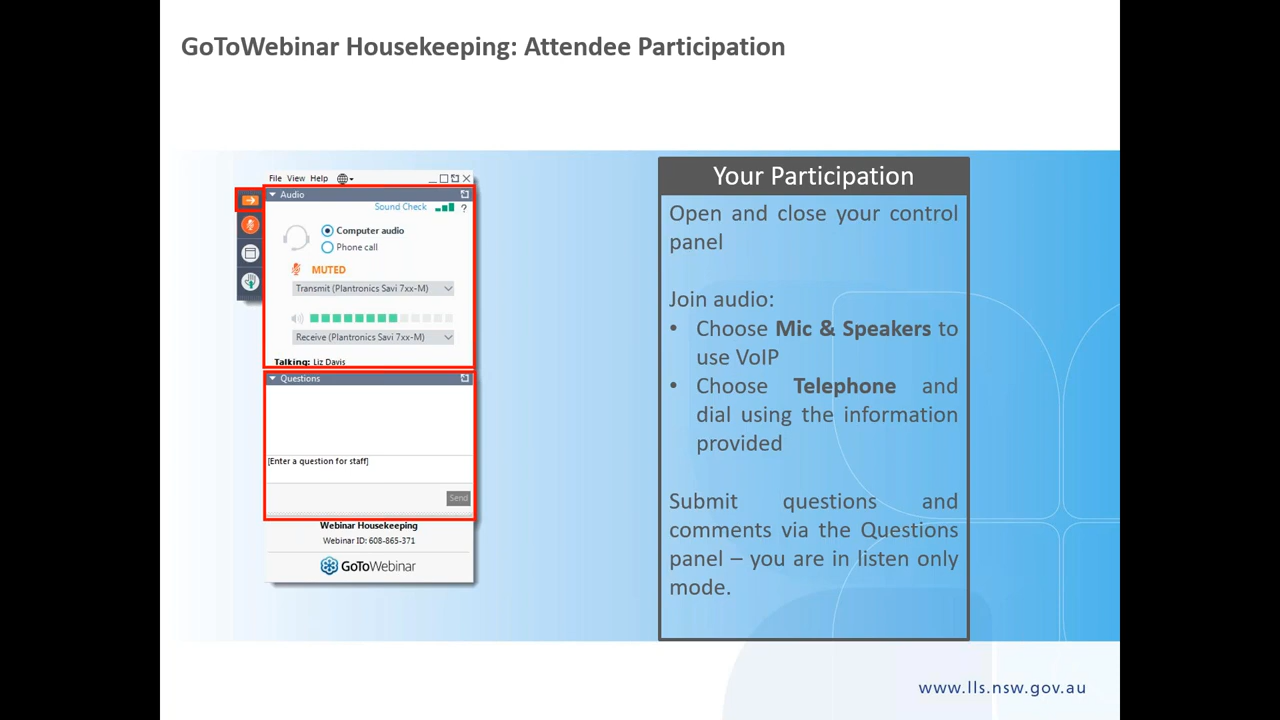 GoToWebinar Housekeeping: Attendee Participation
File View Help
Audio
Sound Check ?
Computer audio
Phone call
MUTED
Transmit (Plantronics Savi 7xx-M)
Receive (Plantronics Savi 7xx-M)
Talking: Liz Davis
Questions
[Enter a question for staff]
Send
Webinar Housekeeping
Webinar ID: 608-865-371
GoToWebinar
Your Participation
Open and close your control
panel
Join audio:
• Choose Mic & Speakers to
use VoIP
• Choose Telephone and
dial using the information
provided
Submit questions and
comments via the Questions
panel – you are in listen only
mode.
www.lls.nsw.gov.au